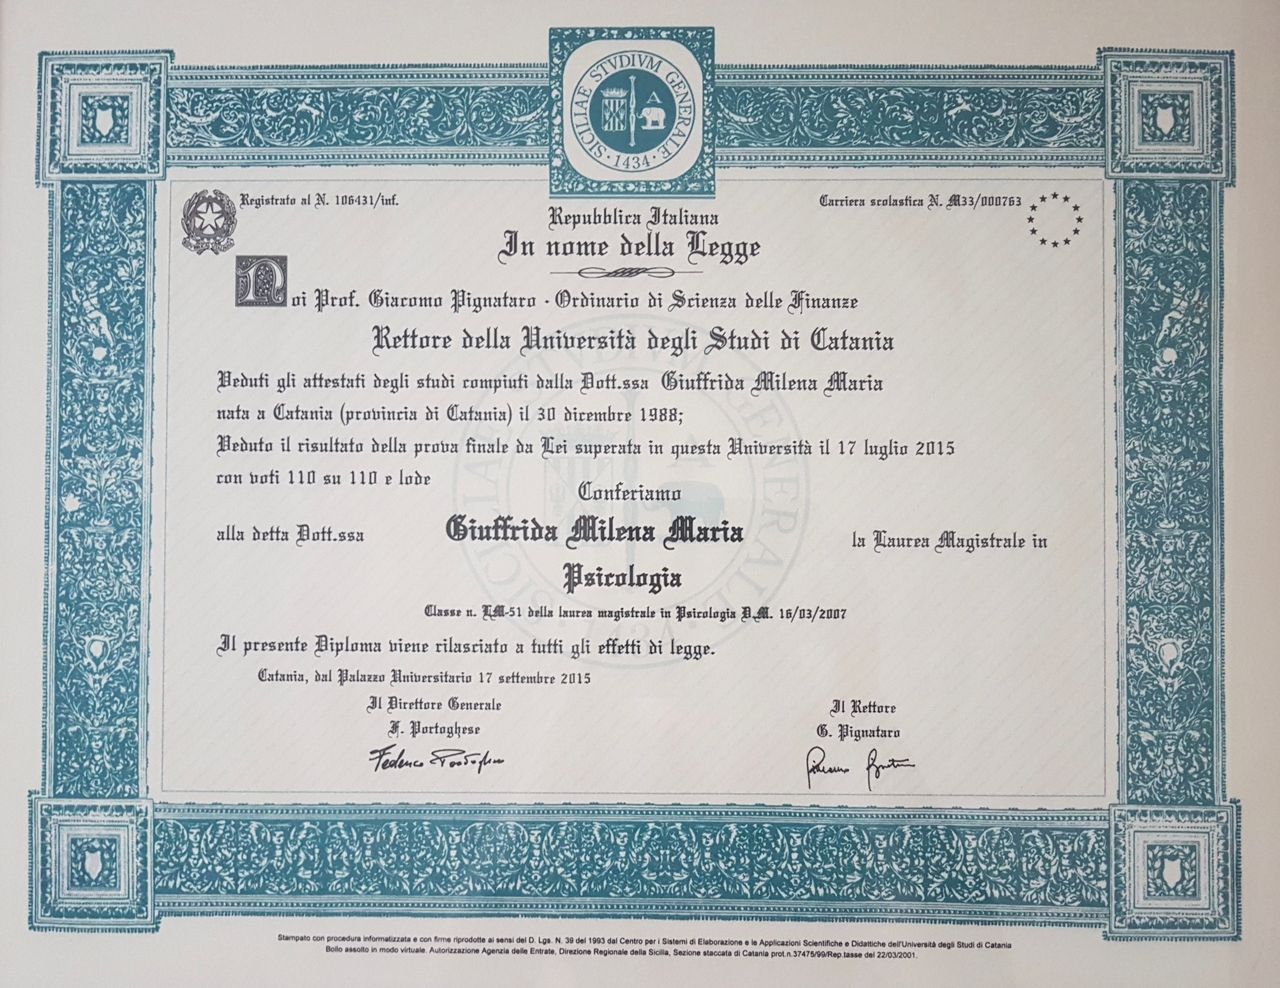 SICILIAE STVDIVM GENERALE
· 1434 ·
Registrato al N. 106431/inf.
Carriera scolastica N. M33/000763
Repubblica Italiana
In nome della Legge
Noi Prof. Giacomo Pignataro - Ordinario di Scienza delle Finanze
Rettore della Università degli Studi di Catania
Veduti gli attestati degli studi compiuti dalla Dott.ssa Giuffrida Milena Maria
nata a Catania (provincia di Catania) il 30 dicembre 1988;
Veduto il risultato della prova finale da Lei superata in questa Università il 17 luglio 2015
con voti 110 su 110 e lode
Conferiamo
alla detta Dott.ssa Giuffrida Milena Maria la Laurea Magistrale in
Psicologia
Classe n. LM-51 della laurea magistrale in Psicologia D.M. 16/03/2007
Il presente Diploma viene rilasciato a tutti gli effetti di legge.
Catania, dal Palazzo Universitario 17 settembre 2015
Il Direttore Generale
F. Portoghese
Federico Portoghese
Il Rettore
G. Pignataro
Giacomo Pignataro
Stampato con procedura informatizzata e con firme riprodotte ai sensi del D. Lgs. N. 39 del 1993 dal Centro per i Sistemi di Elaborazione e le Applicazioni Scientifiche e Didattiche dell'Università degli Studi di Catania
Bollo assolto in modo virtuale. Autorizzazione Agenzia delle Entrate, Direzione Regionale della Sicilia, Sezione staccata di Catania prot.n.37475/99/Rep.tasse del 22/03/2001.